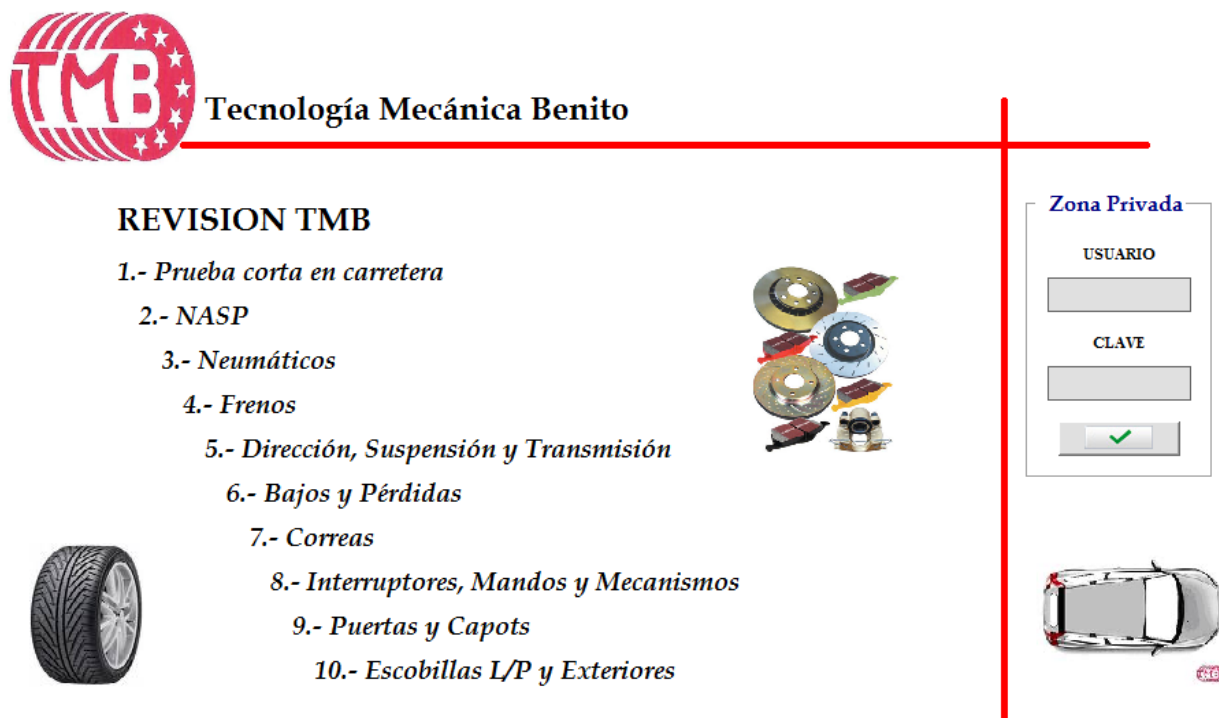 TMB
Tecnología Mecánica Benito
REVISION TMB
1.- Prueba corta en carretera
2.- NASP
3.- Neumáticos
4.- Frenos
5.- Dirección, Suspensión y Transmisión
6.- Bajos y Pérdidas
7.- Correas
8.- Interruptores, Mandos y Mecanismos
9.- Puertas y Capots
10.- Escobillas L/P y Exteriores
Zona Privada
USUARIO
CLAVE